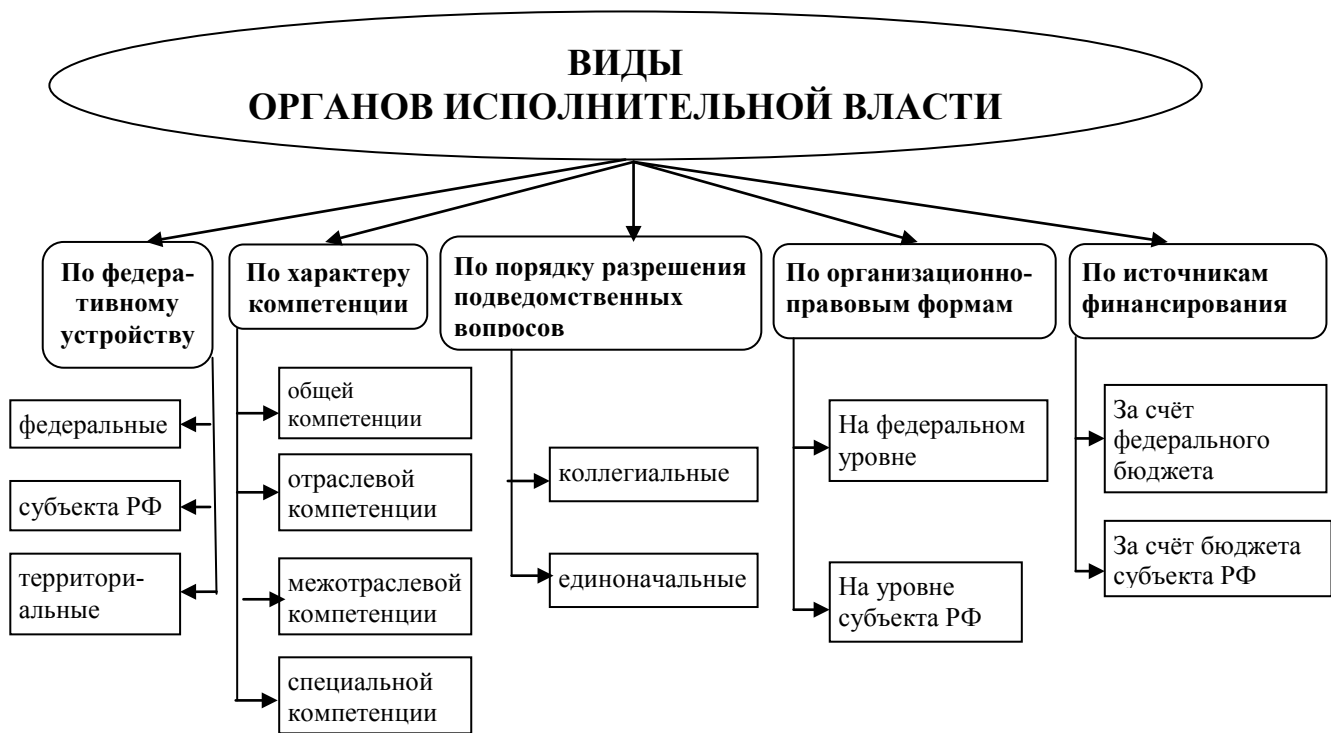 ВИДЫ
ОРГАНОВ ИСПОЛНИТЕЛЬНОЙ ВЛАСТИ
По федера-
тивному
устройству
федеральные
субъекта РФ
территори-
альные
По характеру
компетенции
общей
компетенции
отраслевой
компетенции
межотраслевой
компетенции
специальной
компетенции
По порядку разрешения
подведомственных
вопросов
коллегиальные
единоначальные
По организационно-
правовым формам
На федеральном
уровне
На уровне
субъекта РФ
По источникам
финансирования
За счёт
федерального
бюджета
За счёт бюджета
субъекта РФ